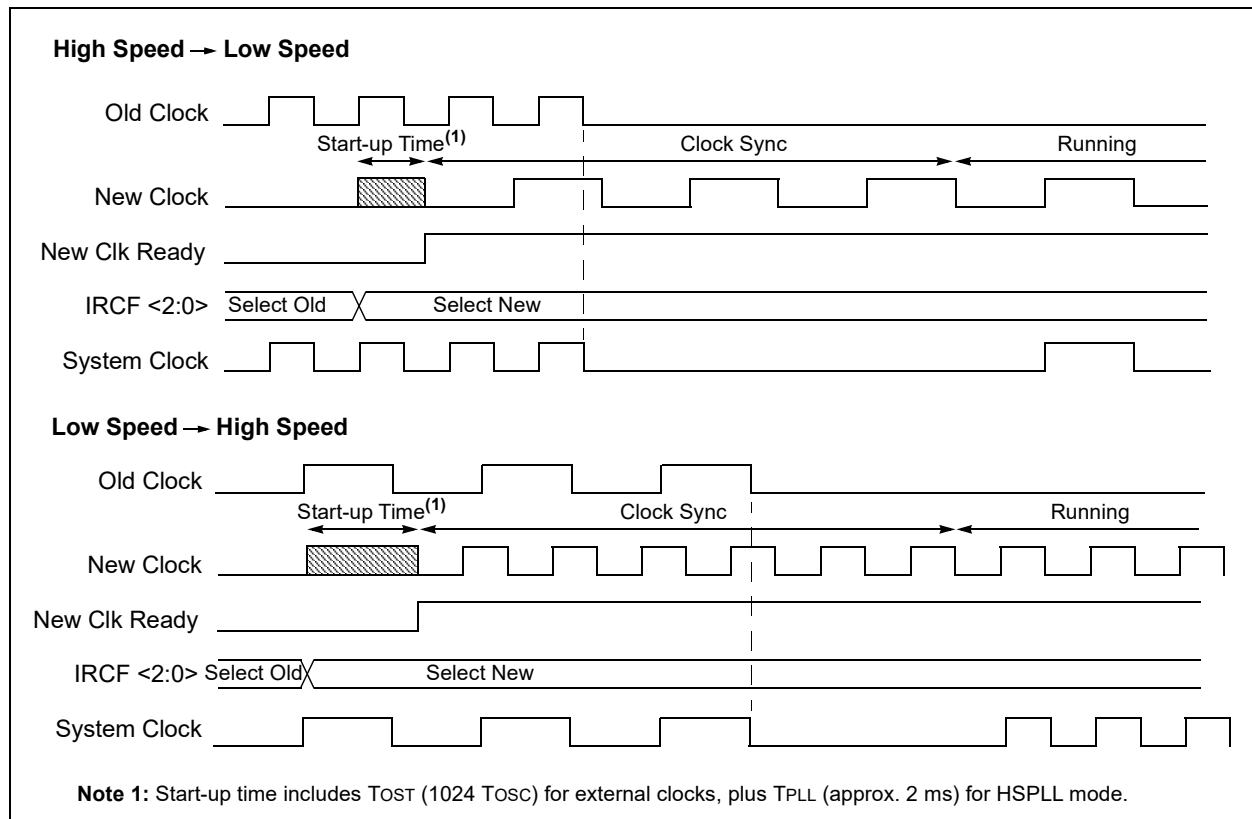 High Speed → Low Speed
Old Clock
Start-up Time(1) Clock Sync Running
New Clock
New Clk Ready
IRCF <2:0> Select Old Select New
System Clock
Low Speed → High Speed
Old Clock
Start-up Time(1) Clock Sync Running
New Clock
New Clk Ready
IRCF <2:0> Select Old Select New
System Clock
Note 1: Start-up time includes TOST (1024 TOSC) for external clocks, plus TPLL (approx. 2 ms) for HSPLL mode.